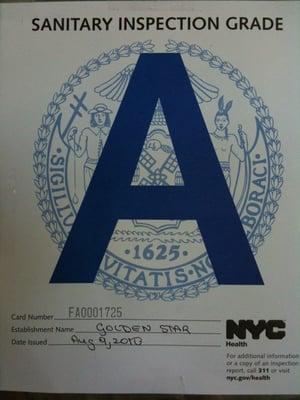 SANITARY INSPECTION GRADE
A
SIGILLU
VITATIS
1625.
Card Number FA0001725
Establishment Name GOLDEN STAR
Date Issued Aug 9, 2010
NYC
Health
For additional information
or a copy of an inspection
report, call 311 or visit
nyc.gov/health